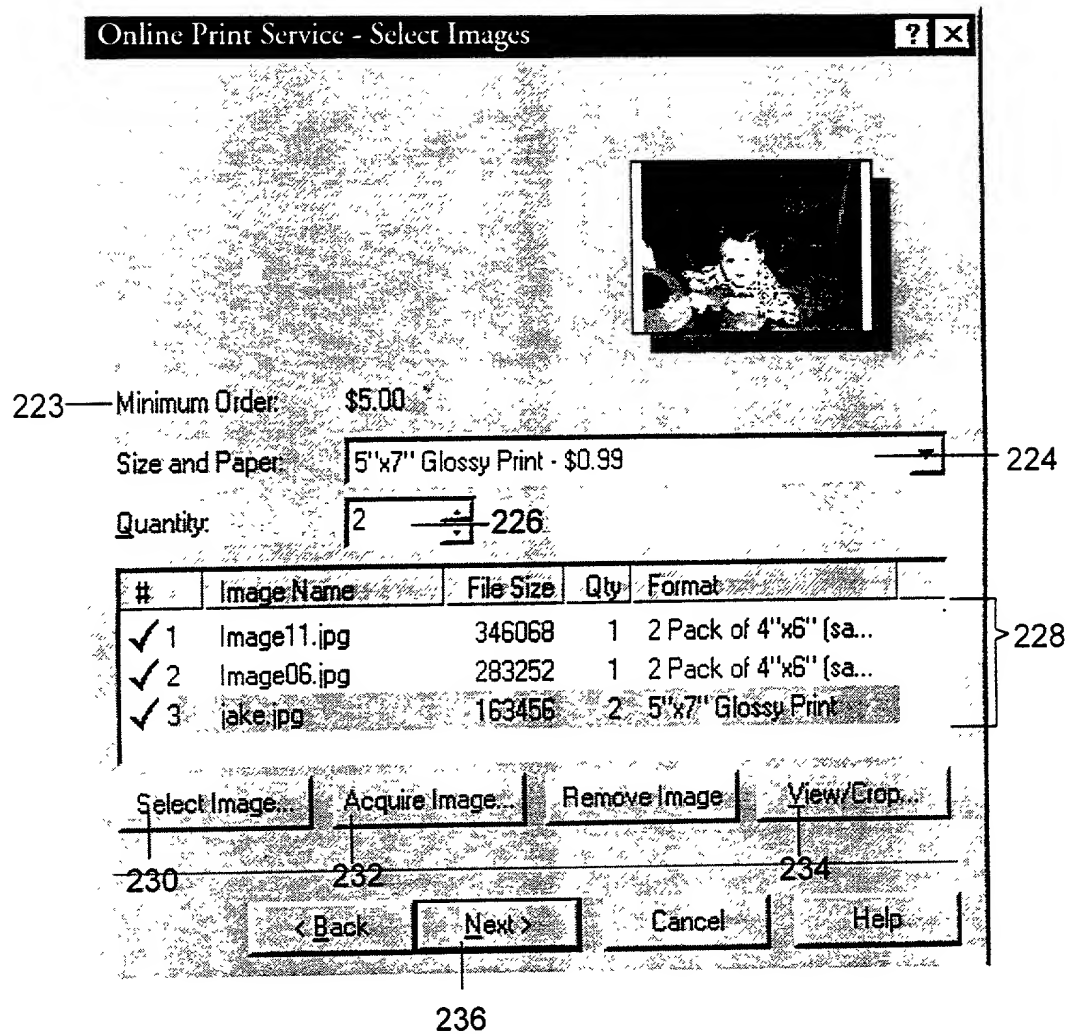 Online Print Service - Select Images ? ×
223 Minimum Order: $5.00
Size and Paper: 5"x7" Glossy Print - $0.99 224
Quantity: 2 226
# Image Name File Size Qty Format
✓ 1 Image11.jpg 346068 1 2 Pack of 4"x6" (sa...
✓ 2 Image06.jpg 283252 1 2 Pack of 4"x6" (sa...
✓ 3 jake.jpg 163456 2 5"x7" Glossy Print
228
Select Image... Acquire Image... Remove Image View/Crop...
230 232 234
< Back Next > Cancel Help
236